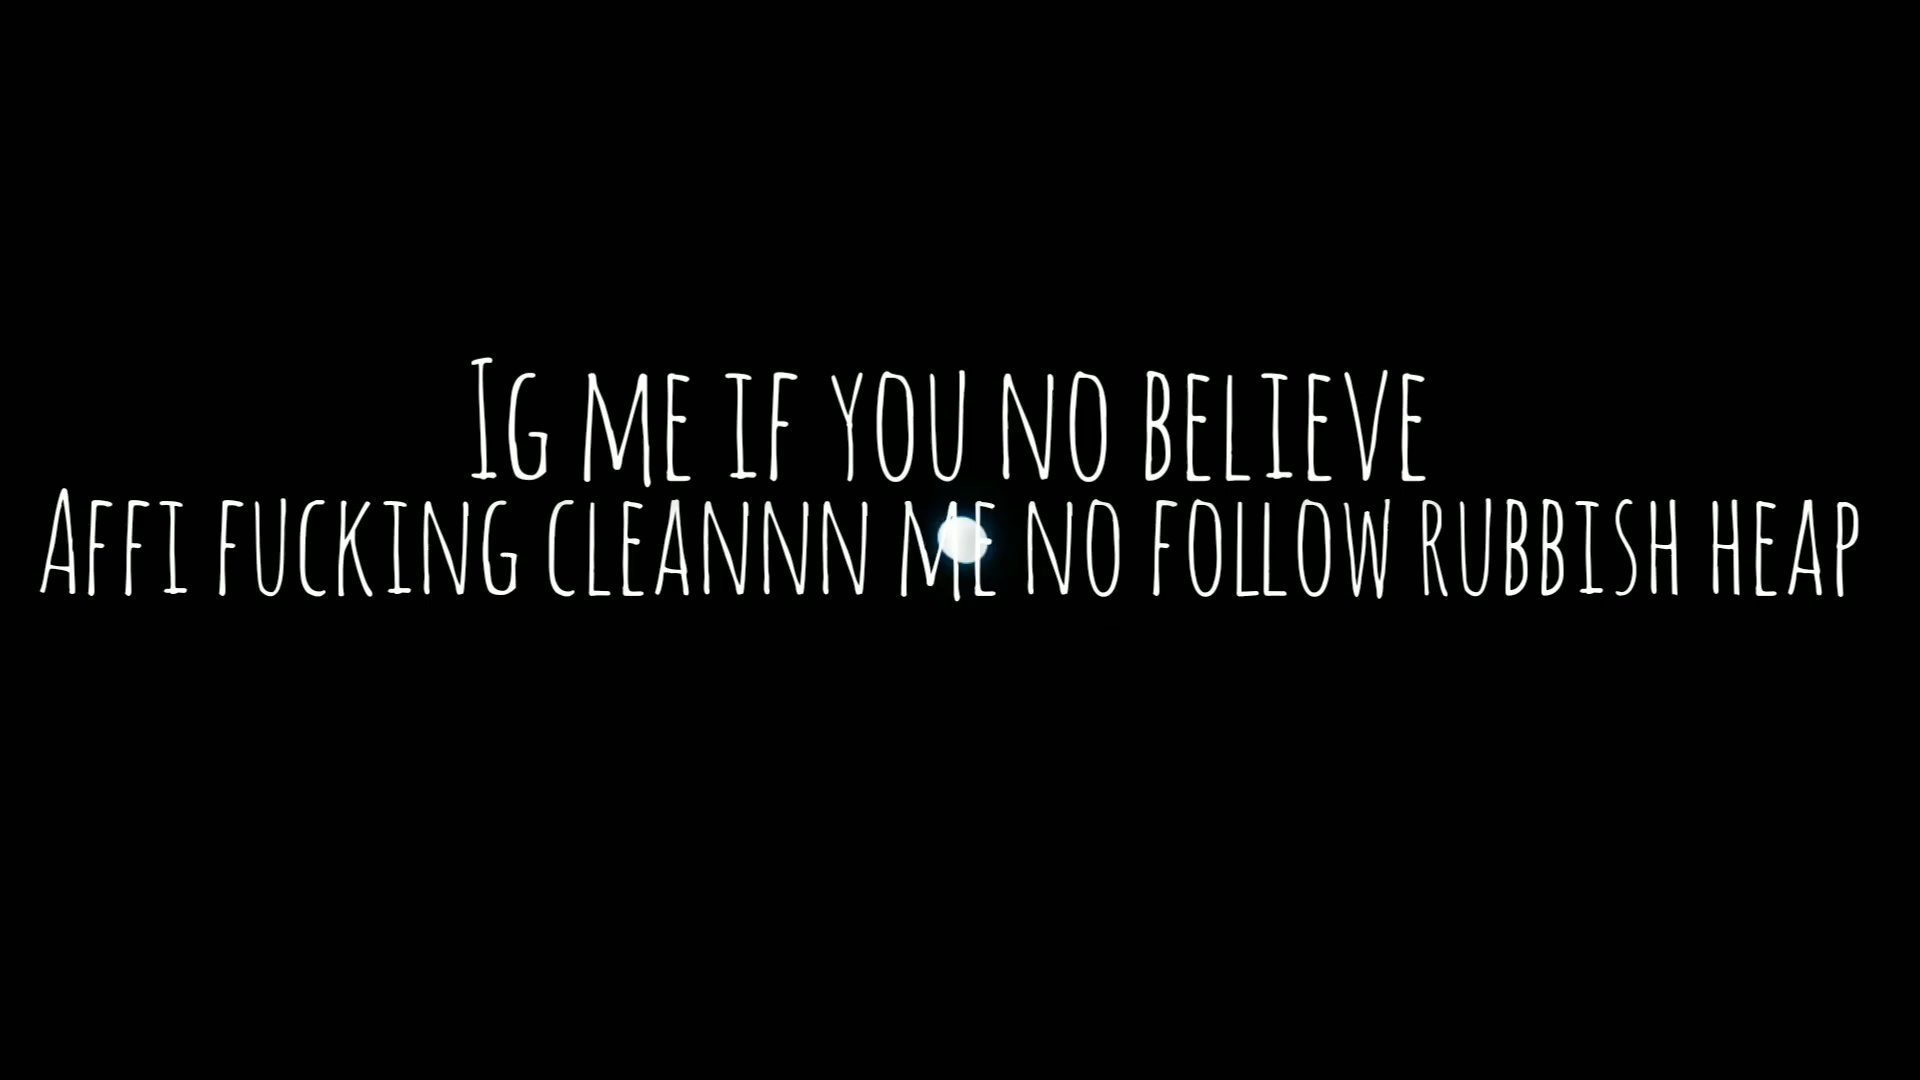 Ig me if you no believe
Affi fucking cleannn me no follow rubbish heap